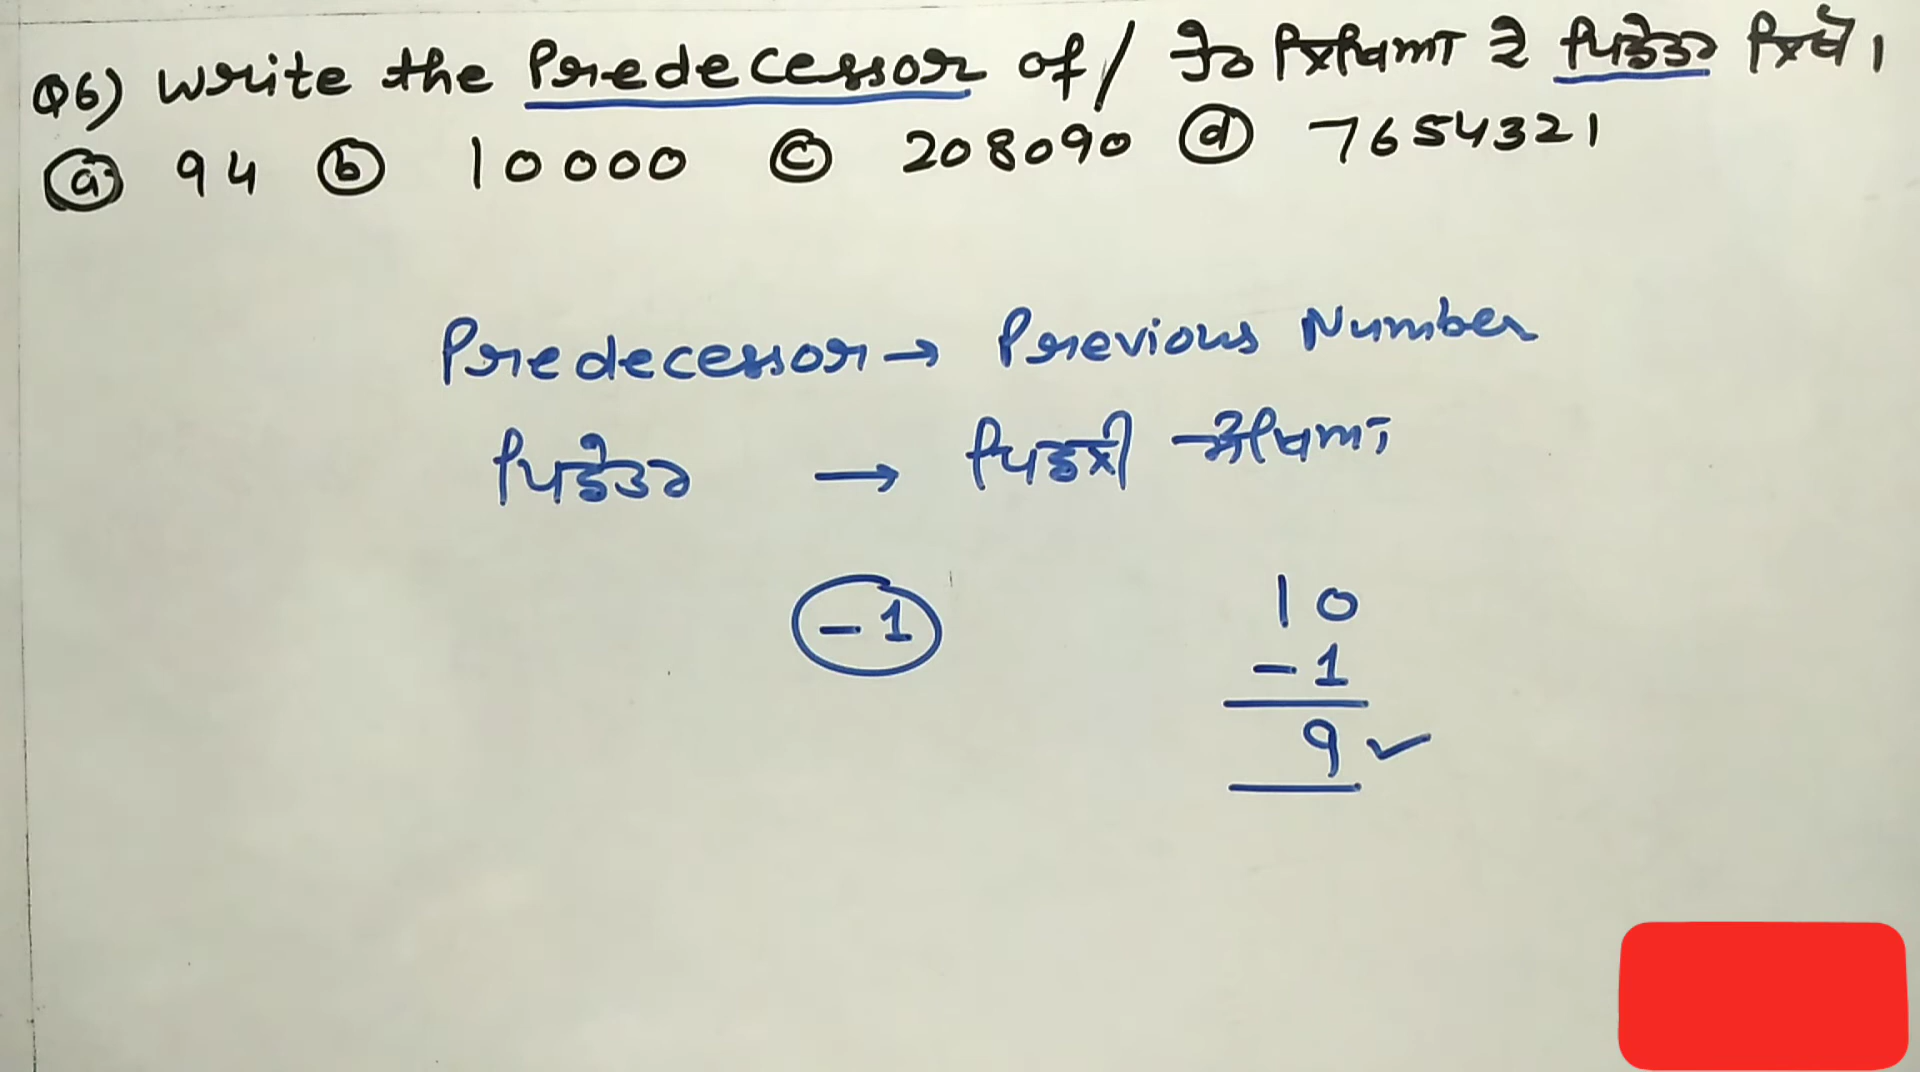 Q6) Write the Predecessor of / ਹੇਠ ਲਿਖਿਆਂ ਦੇ ਪਿਛੇਤਰ ਲਿਖੋ।
ⓐ 94 ⓑ 10000 ⓒ 208090 ⓓ 7654321
Predecessor → Previous Number
ਪਿਛੇਤਰ → ਪਿਛਲੀ ਸੰਖਿਆ
-1
10
-1
9 ✓